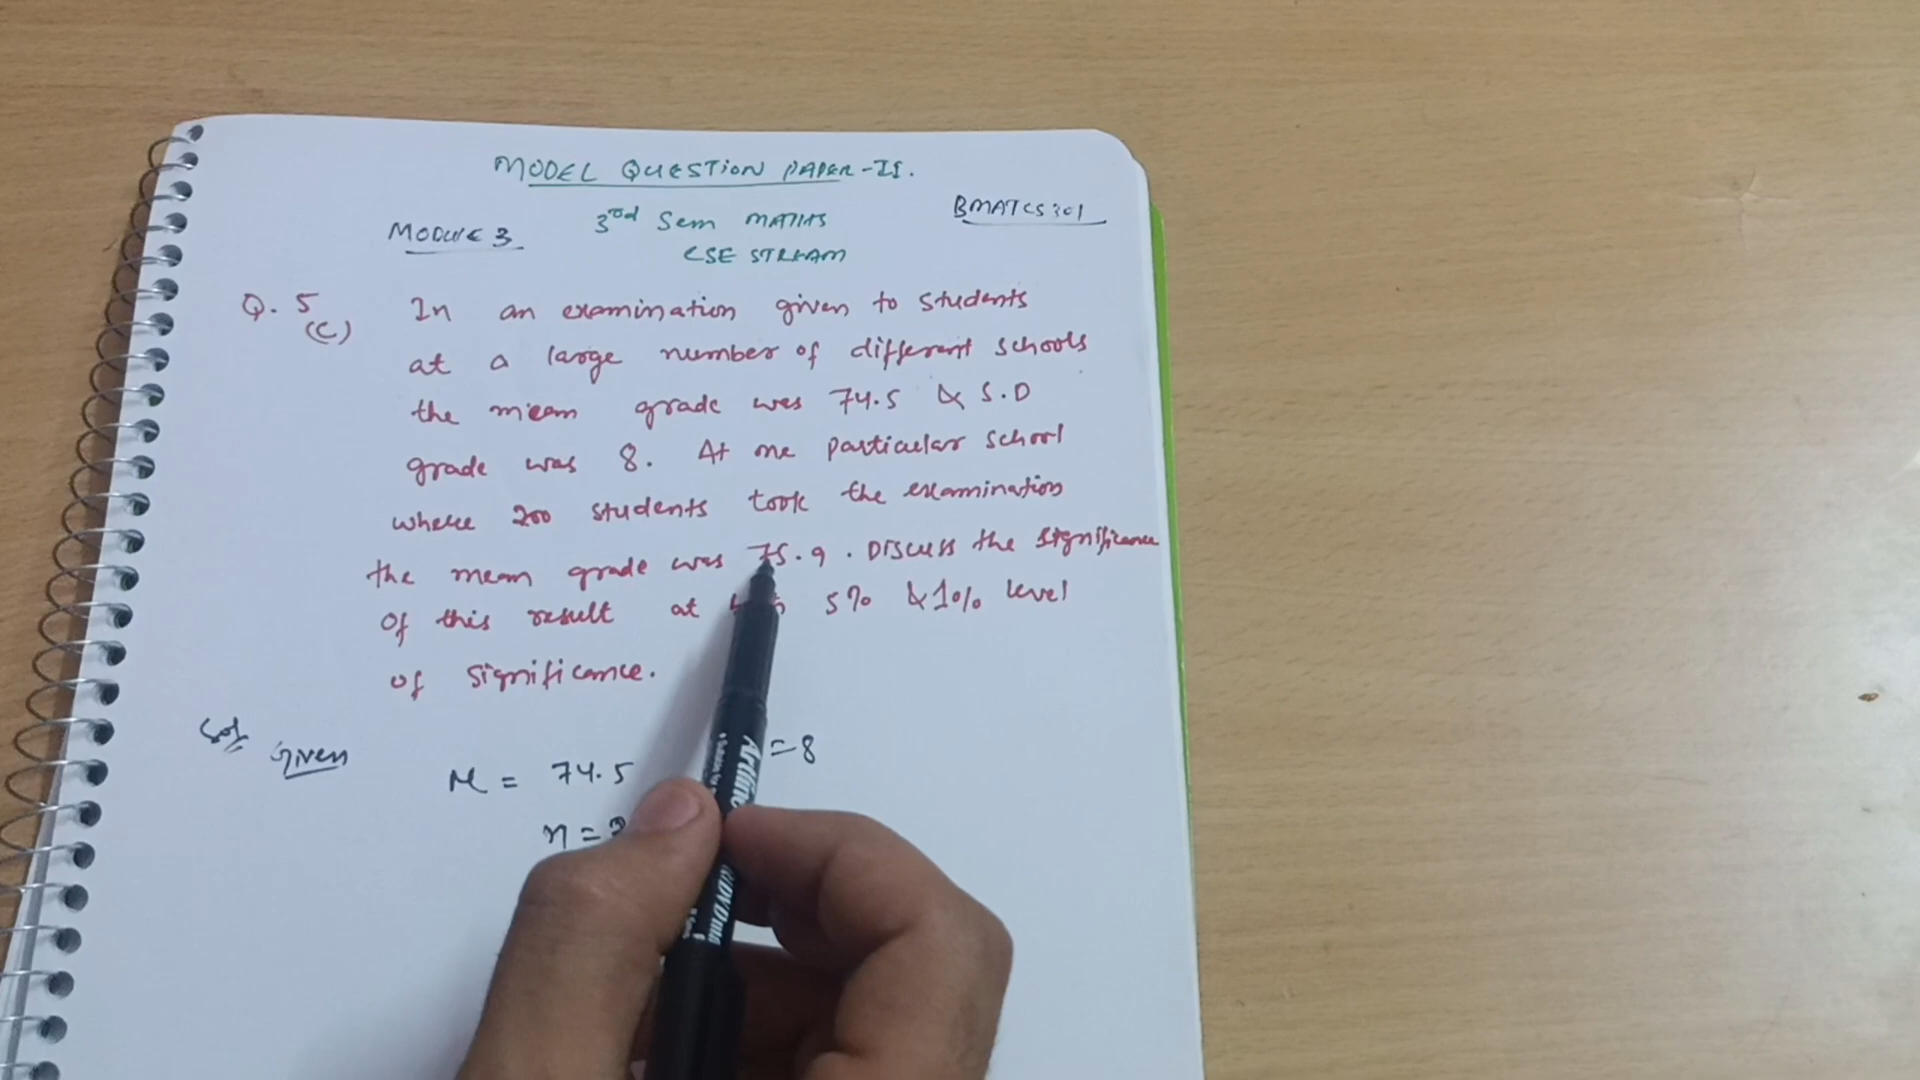 MODEL QUESTION PAPER-II.
3rd Sem MATHS
BMATCS301
MODULE 3
CSE STREAM
Q. 5 (C) In an examination given to students
at a large number of different schools
the mean grade was 74.5 & S.D
grade was 8. At one particular school
where 200 students took the examination
the mean grade was 75.9. Discuss the significance
of this result at 5% & 1% level
of significance.
Sol Given
μ = 74.5 =8
n =
Artline